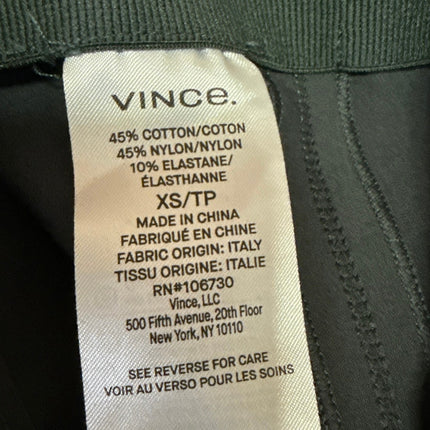 VINCE.
45% COTTON/COTON
45% NYLON/NYLON
10% ELASTANE/
ÉLASTHANNE
XS/TP
MADE IN CHINA
FABRIQUÉ EN CHINE
FABRIC ORIGIN: ITALY
TISSU ORIGINE: ITALIE
RN#106730
Vince, LLC
500 Fifth Avenue, 20th Floor
New York, NY 10110
SEE REVERSE FOR CARE
VOIR AU VERSO POUR LES SOINS